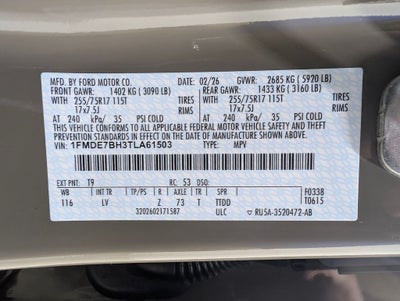 MFD. BY FORD MOTOR CO. 02/26 GVWR: 2685 KG ( 5920 LB)
FRONT GAWR: 1402 KG ( 3090 LB) REAR GAWR: 1433 KG ( 3160 LB)
WITH WITH
255/75R17 115T TIRES 255/75R17 115T TIRES
17x7.5J RIMS 17x7.5J RIMS
AT 240 kPa/ 35 PSI COLD AT 240 kPa/ 35 PSI COLD
THIS VEHICLE CONFORMS TO ALL APPLICABLE FEDERAL MOTOR VEHICLE
SAFETY AND THEFT PREVENTION STANDARDS IN EFFECT ON THE DATE OF MANUFACTURE SHOWN ABOVE.
VIN: 1FMDE7BH3TLA61503 TYPE: MPV
EXT PNT: T9 RC: 53 DSO: F0338
WB BRK INT TR TP/PS R AXLE TR SPR T0615
116 LV Z 73 T TTDD
3202602171587 ULC RU5A-3520472-AB